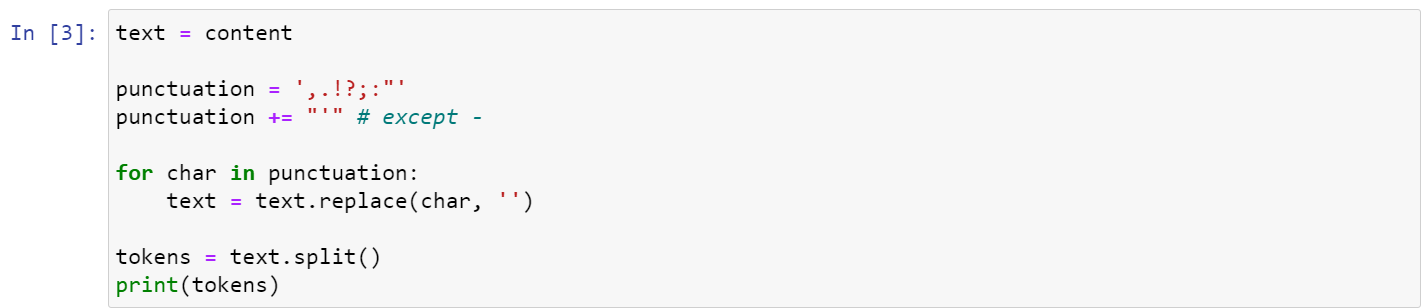 In [3]: text = content
punctuation = ',.!?;:"'
punctuation += "'" # except -
for char in punctuation:
    text = text.replace(char, '')
tokens = text.split()
print(tokens)